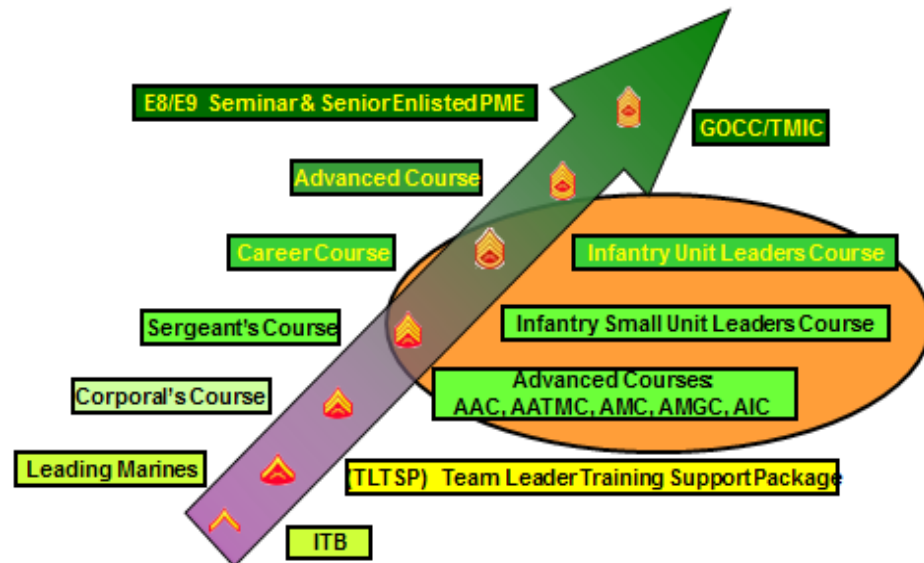 E8/E9 Seminar & Senior Enlisted PME
GOCC/TMIC
Advanced Course
Career Course
Infantry Unit Leaders Course
Sergeant's Course
Infantry Small Unit Leaders Course
Advanced Courses:
AAC, AATMC, AMC, AMGC, AIC
Corporal's Course
Leading Marines
(TLTSP) Team Leader Training Support Package
ITB